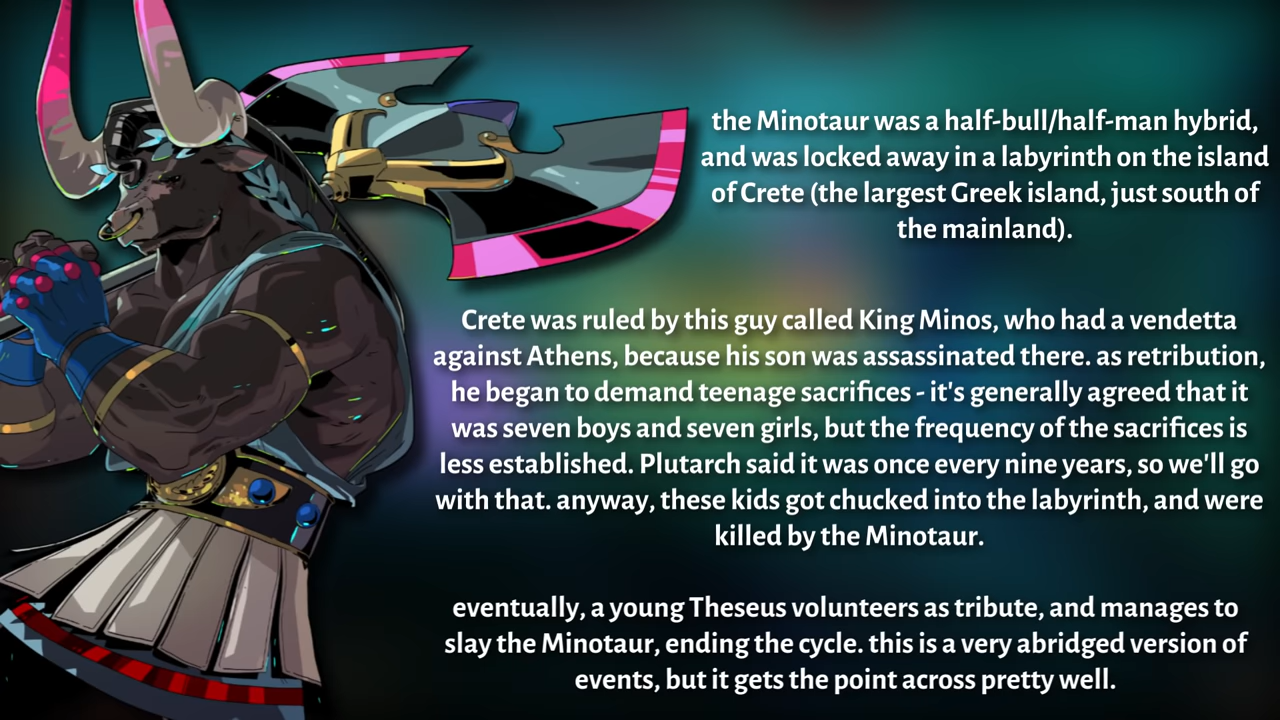 the Minotaur was a half-bull/half-man hybrid,
and was locked away in a labyrinth on the island
of Crete (the largest Greek island, just south of
the mainland).
Crete was ruled by this guy called King Minos, who had a vendetta
against Athens, because his son was assassinated there. as retribution,
he began to demand teenage sacrifices - it's generally agreed that it
was seven boys and seven girls, but the frequency of the sacrifices is
less established. Plutarch said it was once every nine years, so we'll go
with that. anyway, these kids got chucked into the labyrinth, and were
killed by the Minotaur.
eventually, a young Theseus volunteers as tribute, and manages to
slay the Minotaur, ending the cycle. this is a very abridged version of
events, but it gets the point across pretty well.